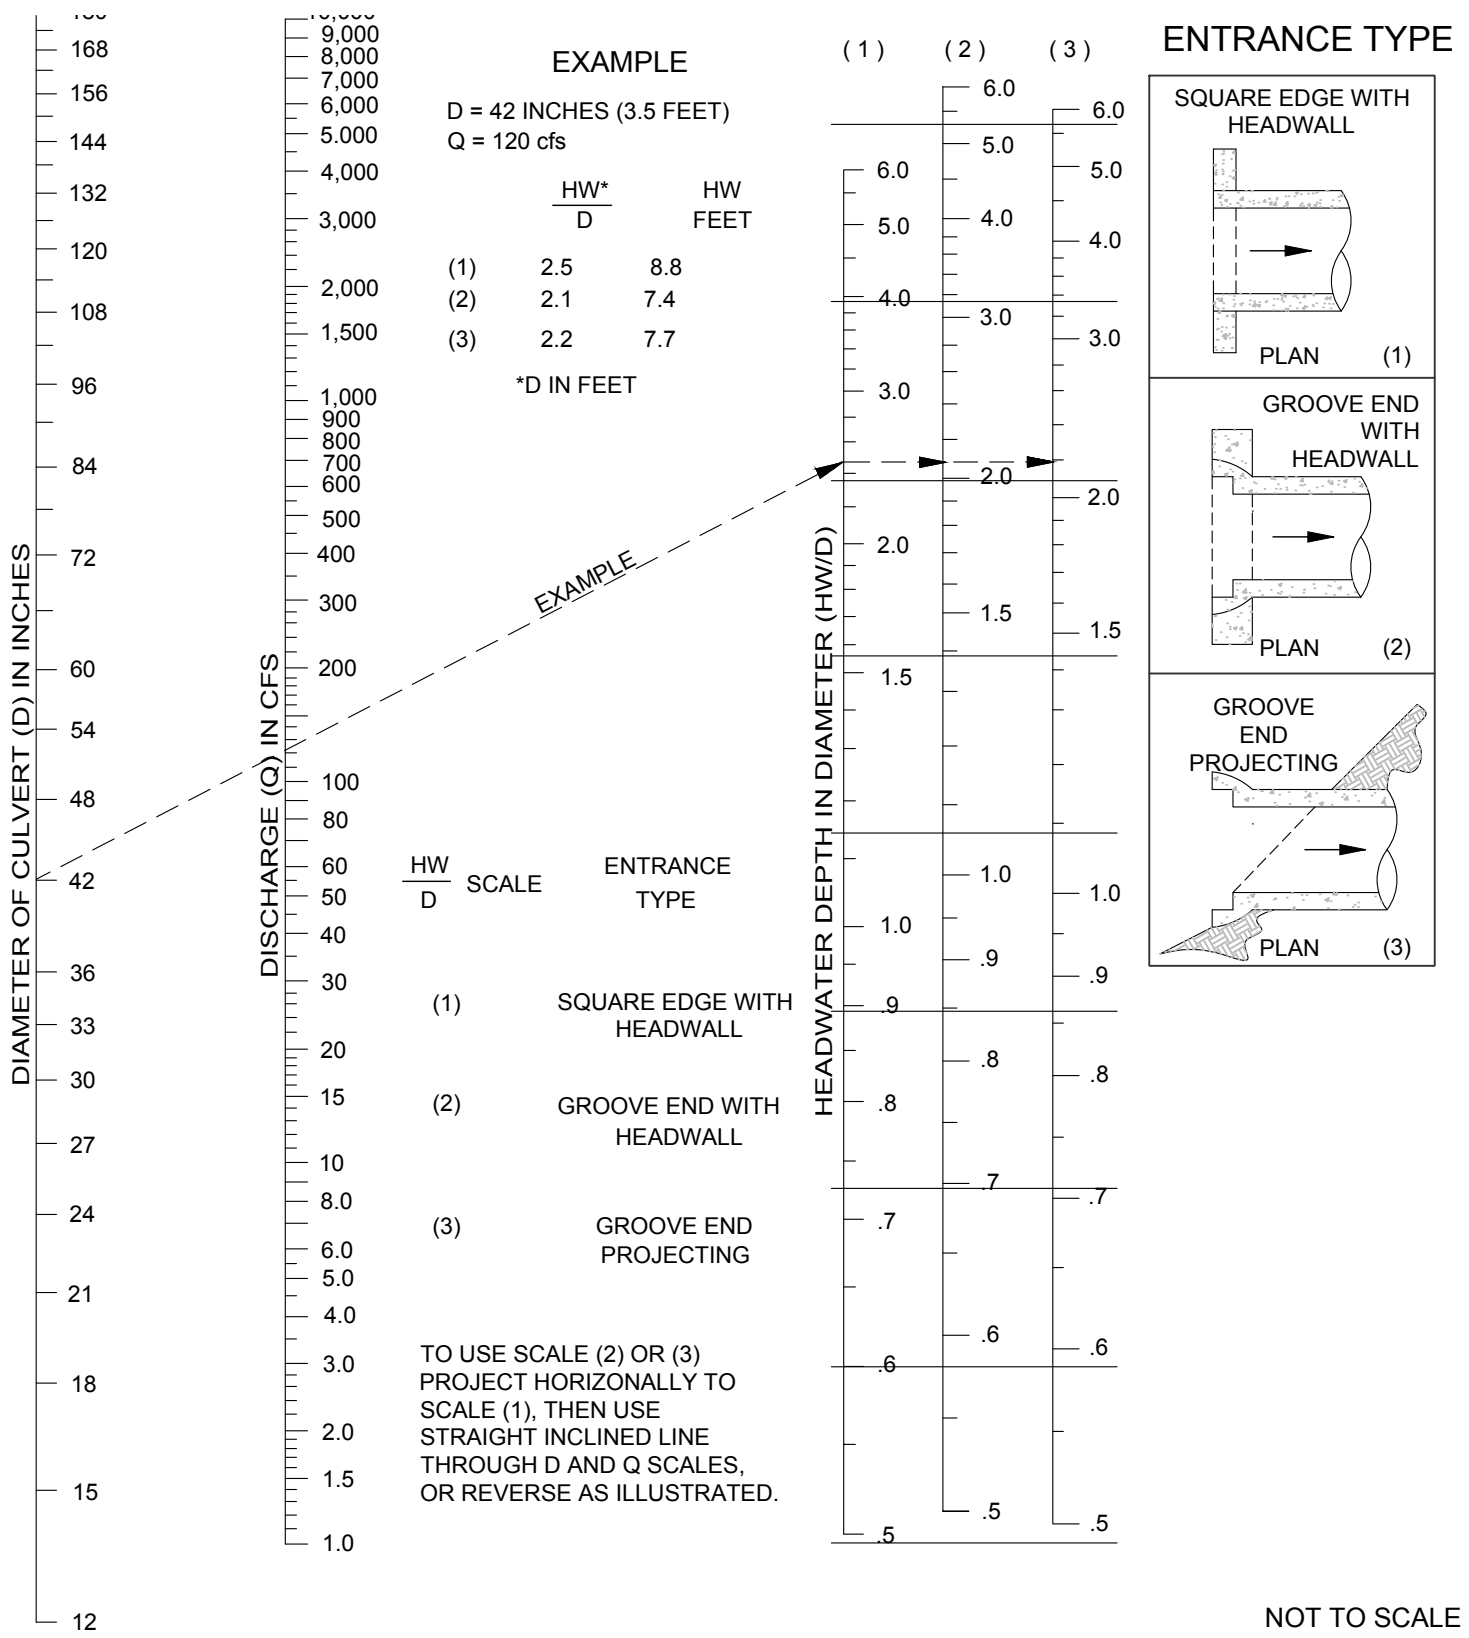 DIAMETER OF CULVERT (D) IN INCHES
180
168
156
144
132
120
108
96
84
72
60
54
48
42
36
33
30
27
24
21
18
15
12
DISCHARGE (Q) IN CFS
10,000
9,000
8,000
7,000
6,000
5.000
4,000
3,000
2,000
1,500
1,000
900
800
700
600
500
400
300
200
100
80
60
50
40
30
20
15
10
8.0
6.0
5.0
4.0
3.0
2.0
1.5
1.0
EXAMPLE
D = 42 INCHES (3.5 FEET)
Q = 120 cfs
HW* HW
D FEET
(1) 2.5 8.8
(2) 2.1 7.4
(3) 2.2 7.7
*D IN FEET
EXAMPLE
HW SCALE ENTRANCE
D TYPE
(1) SQUARE EDGE WITH
HEADWALL
(2) GROOVE END WITH
HEADWALL
(3) GROOVE END
PROJECTING
TO USE SCALE (2) OR (3)
PROJECT HORIZONALLY TO
SCALE (1), THEN USE
STRAIGHT INCLINED LINE
THROUGH D AND Q SCALES,
OR REVERSE AS ILLUSTRATED.
HEADWATER DEPTH IN DIAMETER (HW/D)
( 1 )
6.0
5.0
4.0
3.0
2.0
1.5
1.0
.9
.8
.7
.6
.5
( 2 )
6.0
5.0
4.0
3.0
2.0
1.5
1.0
.9
.8
.7
.6
.5
( 3 )
6.0
5.0
4.0
3.0
2.0
1.5
1.0
.9
.8
.7
.6
.5
ENTRANCE TYPE
SQUARE EDGE WITH
HEADWALL
PLAN (1)
GROOVE END
WITH
HEADWALL
PLAN (2)
GROOVE
END
PROJECTING
PLAN (3)
NOT TO SCALE